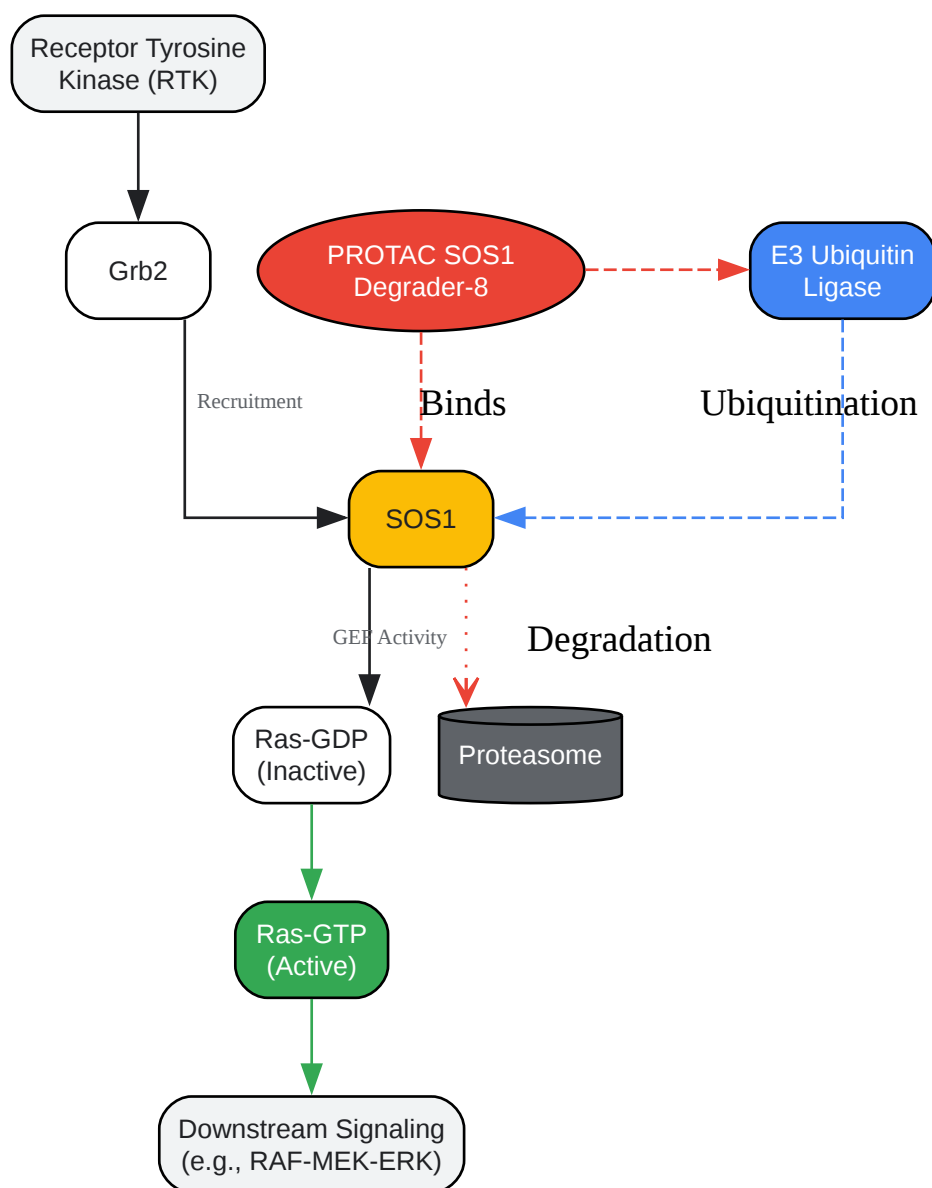 Receptor Tyrosine
Kinase (RTK)
Grb2
PROTAC SOS1
Degrader-8
E3 Ubiquitin
Ligase
Recruitment
Binds
Ubiquitination
SOS1
GEF Activity
Degradation
Ras-GDP
(Inactive)
Proteasome
Ras-GTP
(Active)
Downstream Signaling
(e.g., RAF-MEK-ERK)